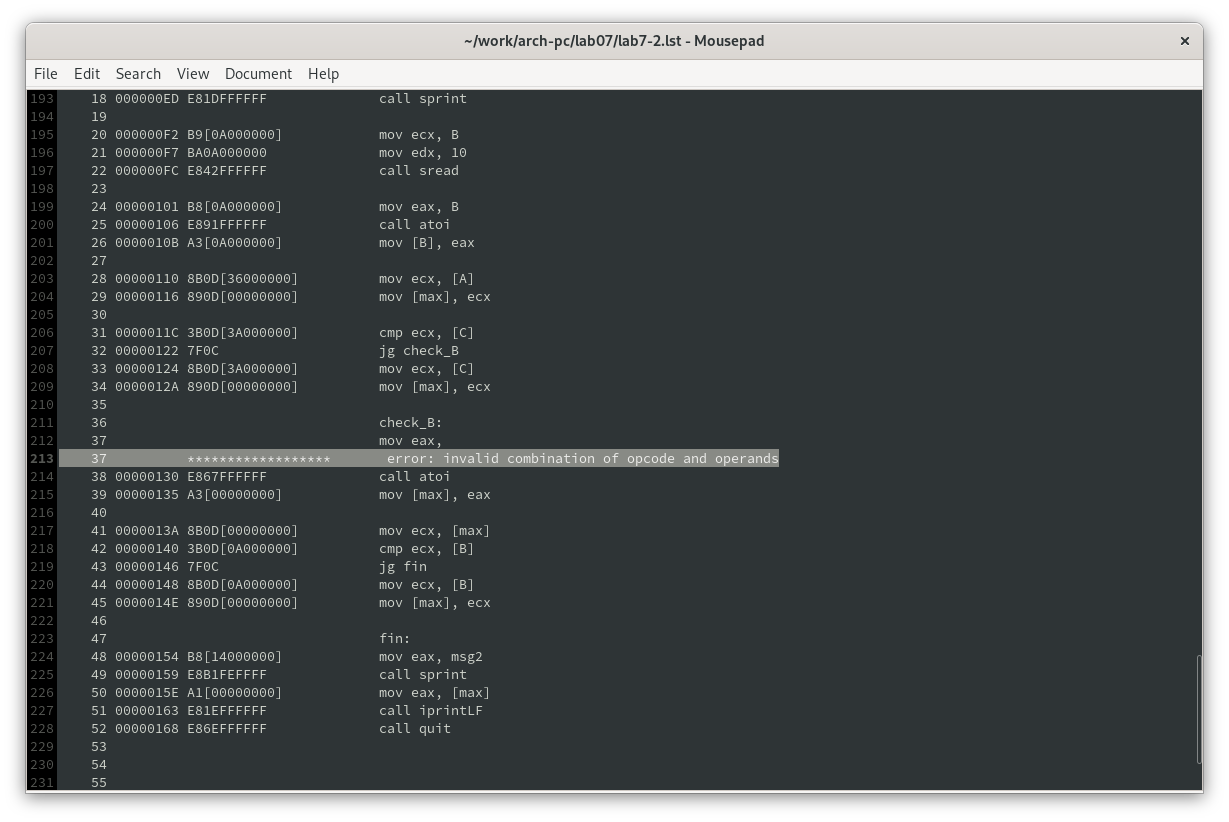 ~/work/arch-pc/lab07/lab7-2.lst - Mousepad ×
File Edit Search View Document Help
193 18 000000ED E81DFFFFFF call sprint
194 19
195 20 000000F2 B9[0A000000] mov ecx, B
196 21 000000F7 BA0A000000 mov edx, 10
197 22 000000FC E842FFFFFF call sread
198 23
199 24 00000101 B8[0A000000] mov eax, B
200 25 00000106 E891FFFFFF call atoi
201 26 0000010B A3[0A000000] mov [B], eax
202 27
203 28 00000110 8B0D[36000000] mov ecx, [A]
204 29 00000116 890D[00000000] mov [max], ecx
205 30
206 31 0000011C 3B0D[3A000000] cmp ecx, [C]
207 32 00000122 7F0C jg check_B
208 33 00000124 8B0D[3A000000] mov ecx, [C]
209 34 0000012A 890D[00000000] mov [max], ecx
210 35
211 36 check_B:
212 37 mov eax,
213 37 ****************** error: invalid combination of opcode and operands
214 38 00000130 E867FFFFFF call atoi
215 39 00000135 A3[00000000] mov [max], eax
216 40
217 41 0000013A 8B0D[00000000] mov ecx, [max]
218 42 00000140 3B0D[0A000000] cmp ecx, [B]
219 43 00000146 7F0C jg fin
220 44 00000148 8B0D[0A000000] mov ecx, [B]
221 45 0000014E 890D[00000000] mov [max], ecx
222 46
223 47 fin:
224 48 00000154 B8[14000000] mov eax, msg2
225 49 00000159 E8B1FEFFFF call sprint
226 50 0000015E A1[00000000] mov eax, [max]
227 51 00000163 E81EFFFFFF call iprintLF
228 52 00000168 E86EFFFFFF call quit
229 53
230 54
231 55